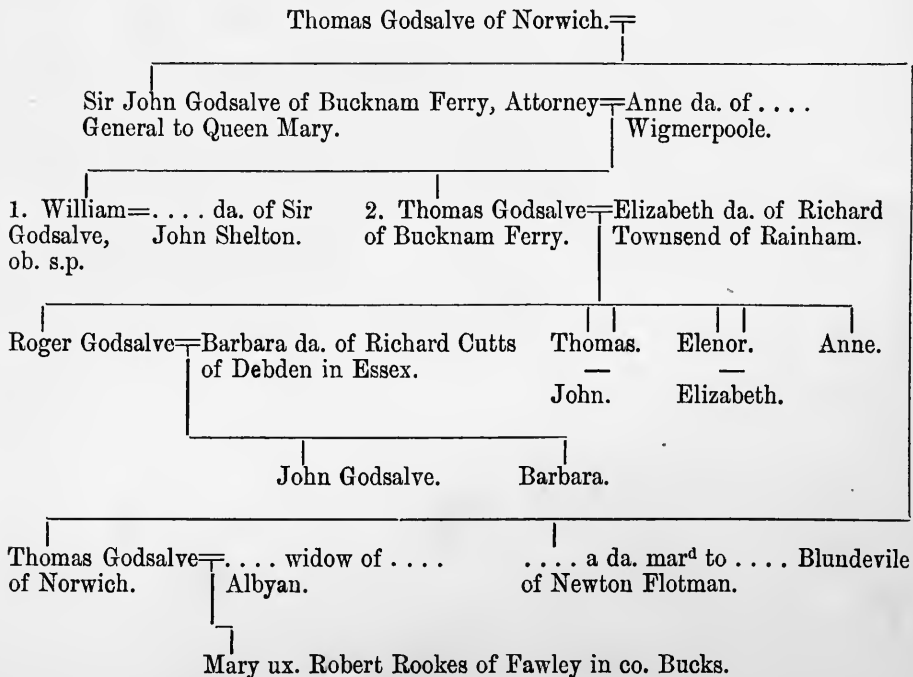 Thomas Godsalve of Norwich.
Sir John Godsalve of Bucknam Ferry, Attorney
General to Queen Mary.
Anne da. of . . . .
Wigmerpoole.
1. William
Godsalve,
ob. s.p.
. . . . da. of Sir
John Shelton.
2. Thomas Godsalve
of Bucknam Ferry.
Elizabeth da. of Richard
Townsend of Rainham.
Roger Godsalve
Barbara da. of Richard Cutts
of Debden in Essex.
Thomas.
John.
Elenor.
Elizabeth.
Anne.
John Godsalve.
Barbara.
Thomas Godsalve
of Norwich.
. . . . widow of . . . .
Albyan.
. . . . a da. marᵈ to . . . . Blundevile
of Newton Flotman.
Mary ux. Robert Rookes of Fawley in co. Bucks.